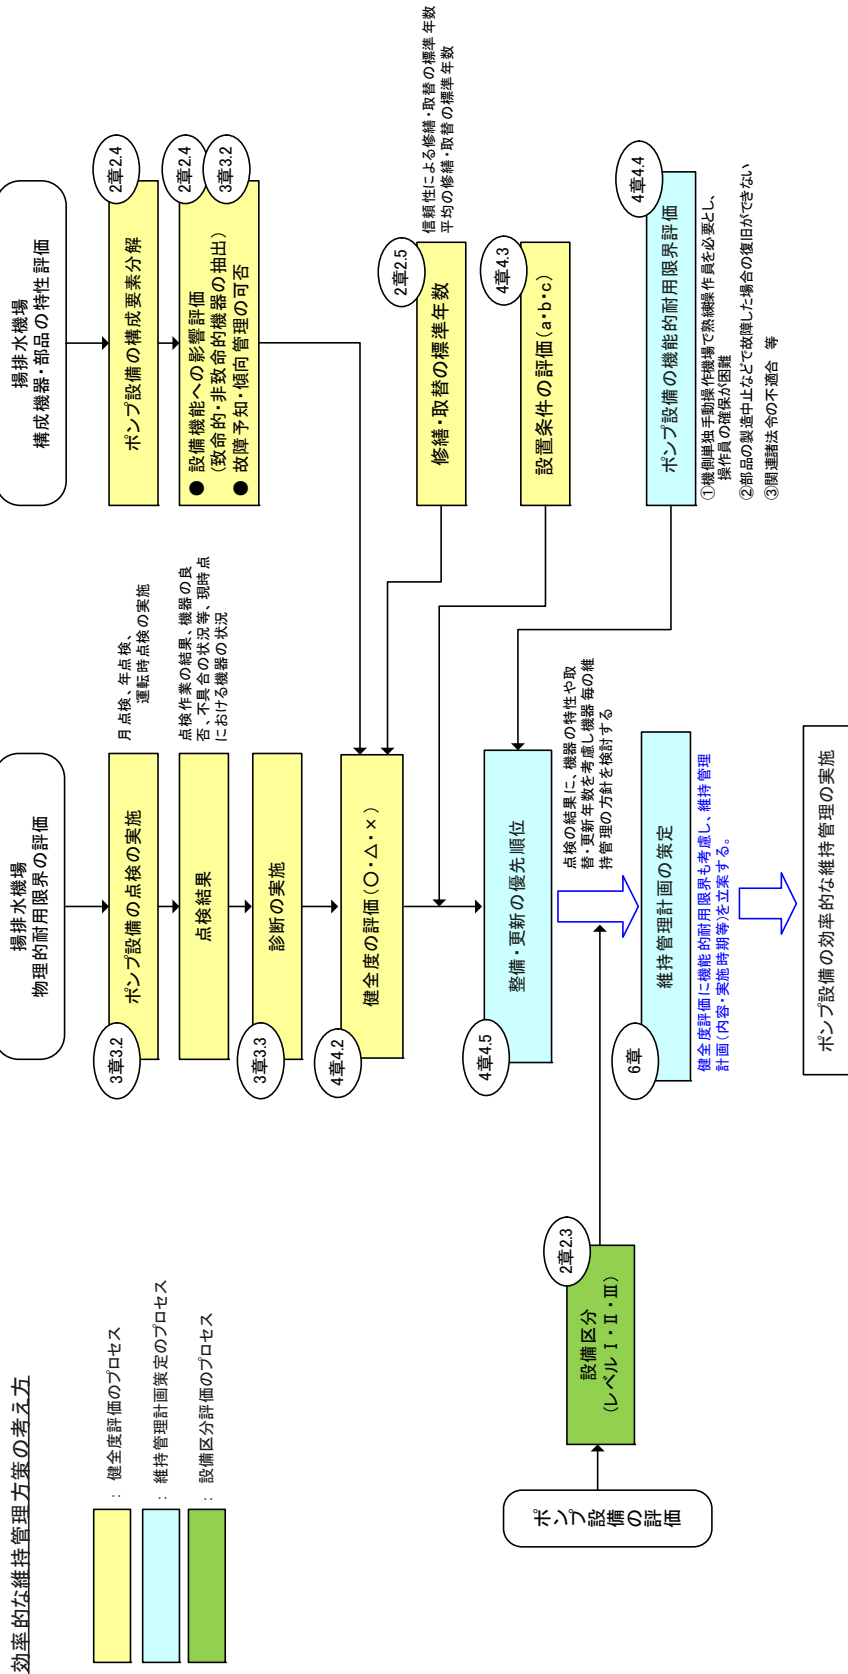 効率的な維持管理方策の考え方
： 健全度評価のプロセス
： 維持管理計画策定のプロセス
： 設備区分評価のプロセス
揚排水機場
物理的耐用限界の評価
3章3.2
ポンプ設備の点検の実施
月点検、年点検、
運転時点検の実施
点検結果
点検作業の結果、機器の良
否、不具合の状況等、現時点
における機器の状況
3章3.3
診断の実施
4章4.2
健全度の評価（○・△・×）
4章4.5
整備・更新の優先順位
点検の結果に、機器の特性や取
替・更新年数を考慮し機器毎の維
持管理の方針を検討する
6章
維持管理計画の策定
健全度評価に機能的耐用限界も考慮し、維持管理
計画（内容・実施時期等）を立案する。
ポンプ設備の効率的な維持管理の実施
揚排水機場
構成機器・部品の特性評価
2章2.4
ポンプ設備の構成要素分解
2章2.4
3章3.2
● 設備機能への影響評価
（致命的・非致命的機器の抽出）
● 故障予知・傾向管理の可否
2章2.5
修繕・取替の標準年数
信頼性による修繕・取替の標準年数
平均の修繕・取替の標準年数
4章4.3
設置条件の評価（a・b・c）
4章4.4
ポンプ設備の機能的耐用限界評価
①機側単独手動操作機場で熟練操作員を必要とし、
操作員の確保が困難
②部品の製造中止などで故障した場合の復旧ができない
③関連諸法令の不適合 等
ポンプ設備の評価
2章2.3
設備区分
（レベルⅠ・Ⅱ・Ⅲ）